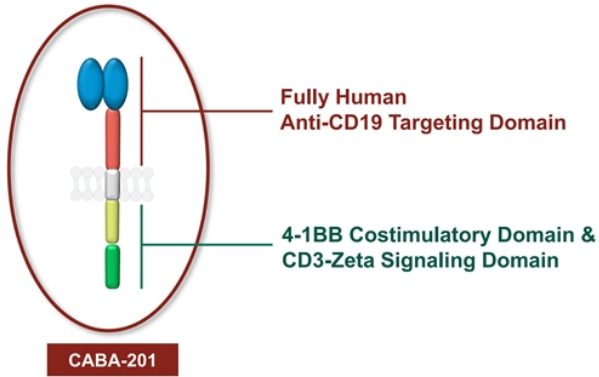 Fully Human
Anti-CD19 Targeting Domain
4-1BB Costimulatory Domain &
CD3-Zeta Signaling Domain
CABA-201